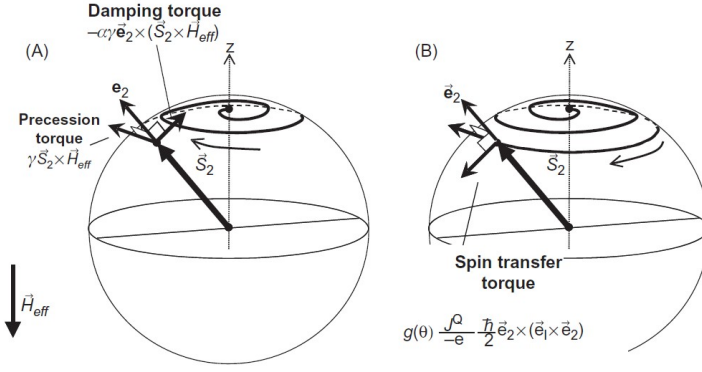 Damping torque
−αγe⃗₂×(S⃗₂×H⃗eff)
(A)
z
(B)
z
e₂
e⃗₂
Precession
torque
γS⃗₂×H⃗eff
S⃗₂
S⃗₂
H⃗eff
Spin transfer
torque
g(θ) J^Q/−e ħ/2 e⃗₂×(e⃗ₗ×e⃗₂)